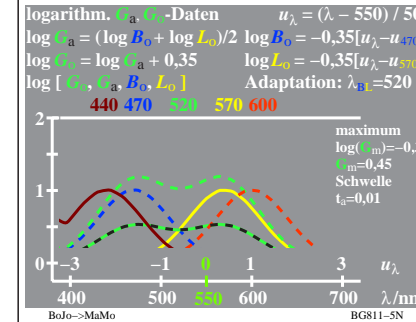 logarithm. Ga, Go-Daten uλ = (λ – 550) / 50
log Ga = (log Bo + log Lo)/2 log Bo = –0,35[uλ–u470
log Go = log Ga + 0,35 log Lo = –0,35[uλ–u570
log [ Go, Ga, Bo, Lo ] Adaptation: λBL=520
440 470 520 570 600
2
maximum
log(Gm)=–0,
Gm=0,45
Schwelle
ta=0,01
1
0 –3 –1 0 1 3 uλ
400 500 550 600 700 λ/nm
BoJo–>MaMo BG811–5N